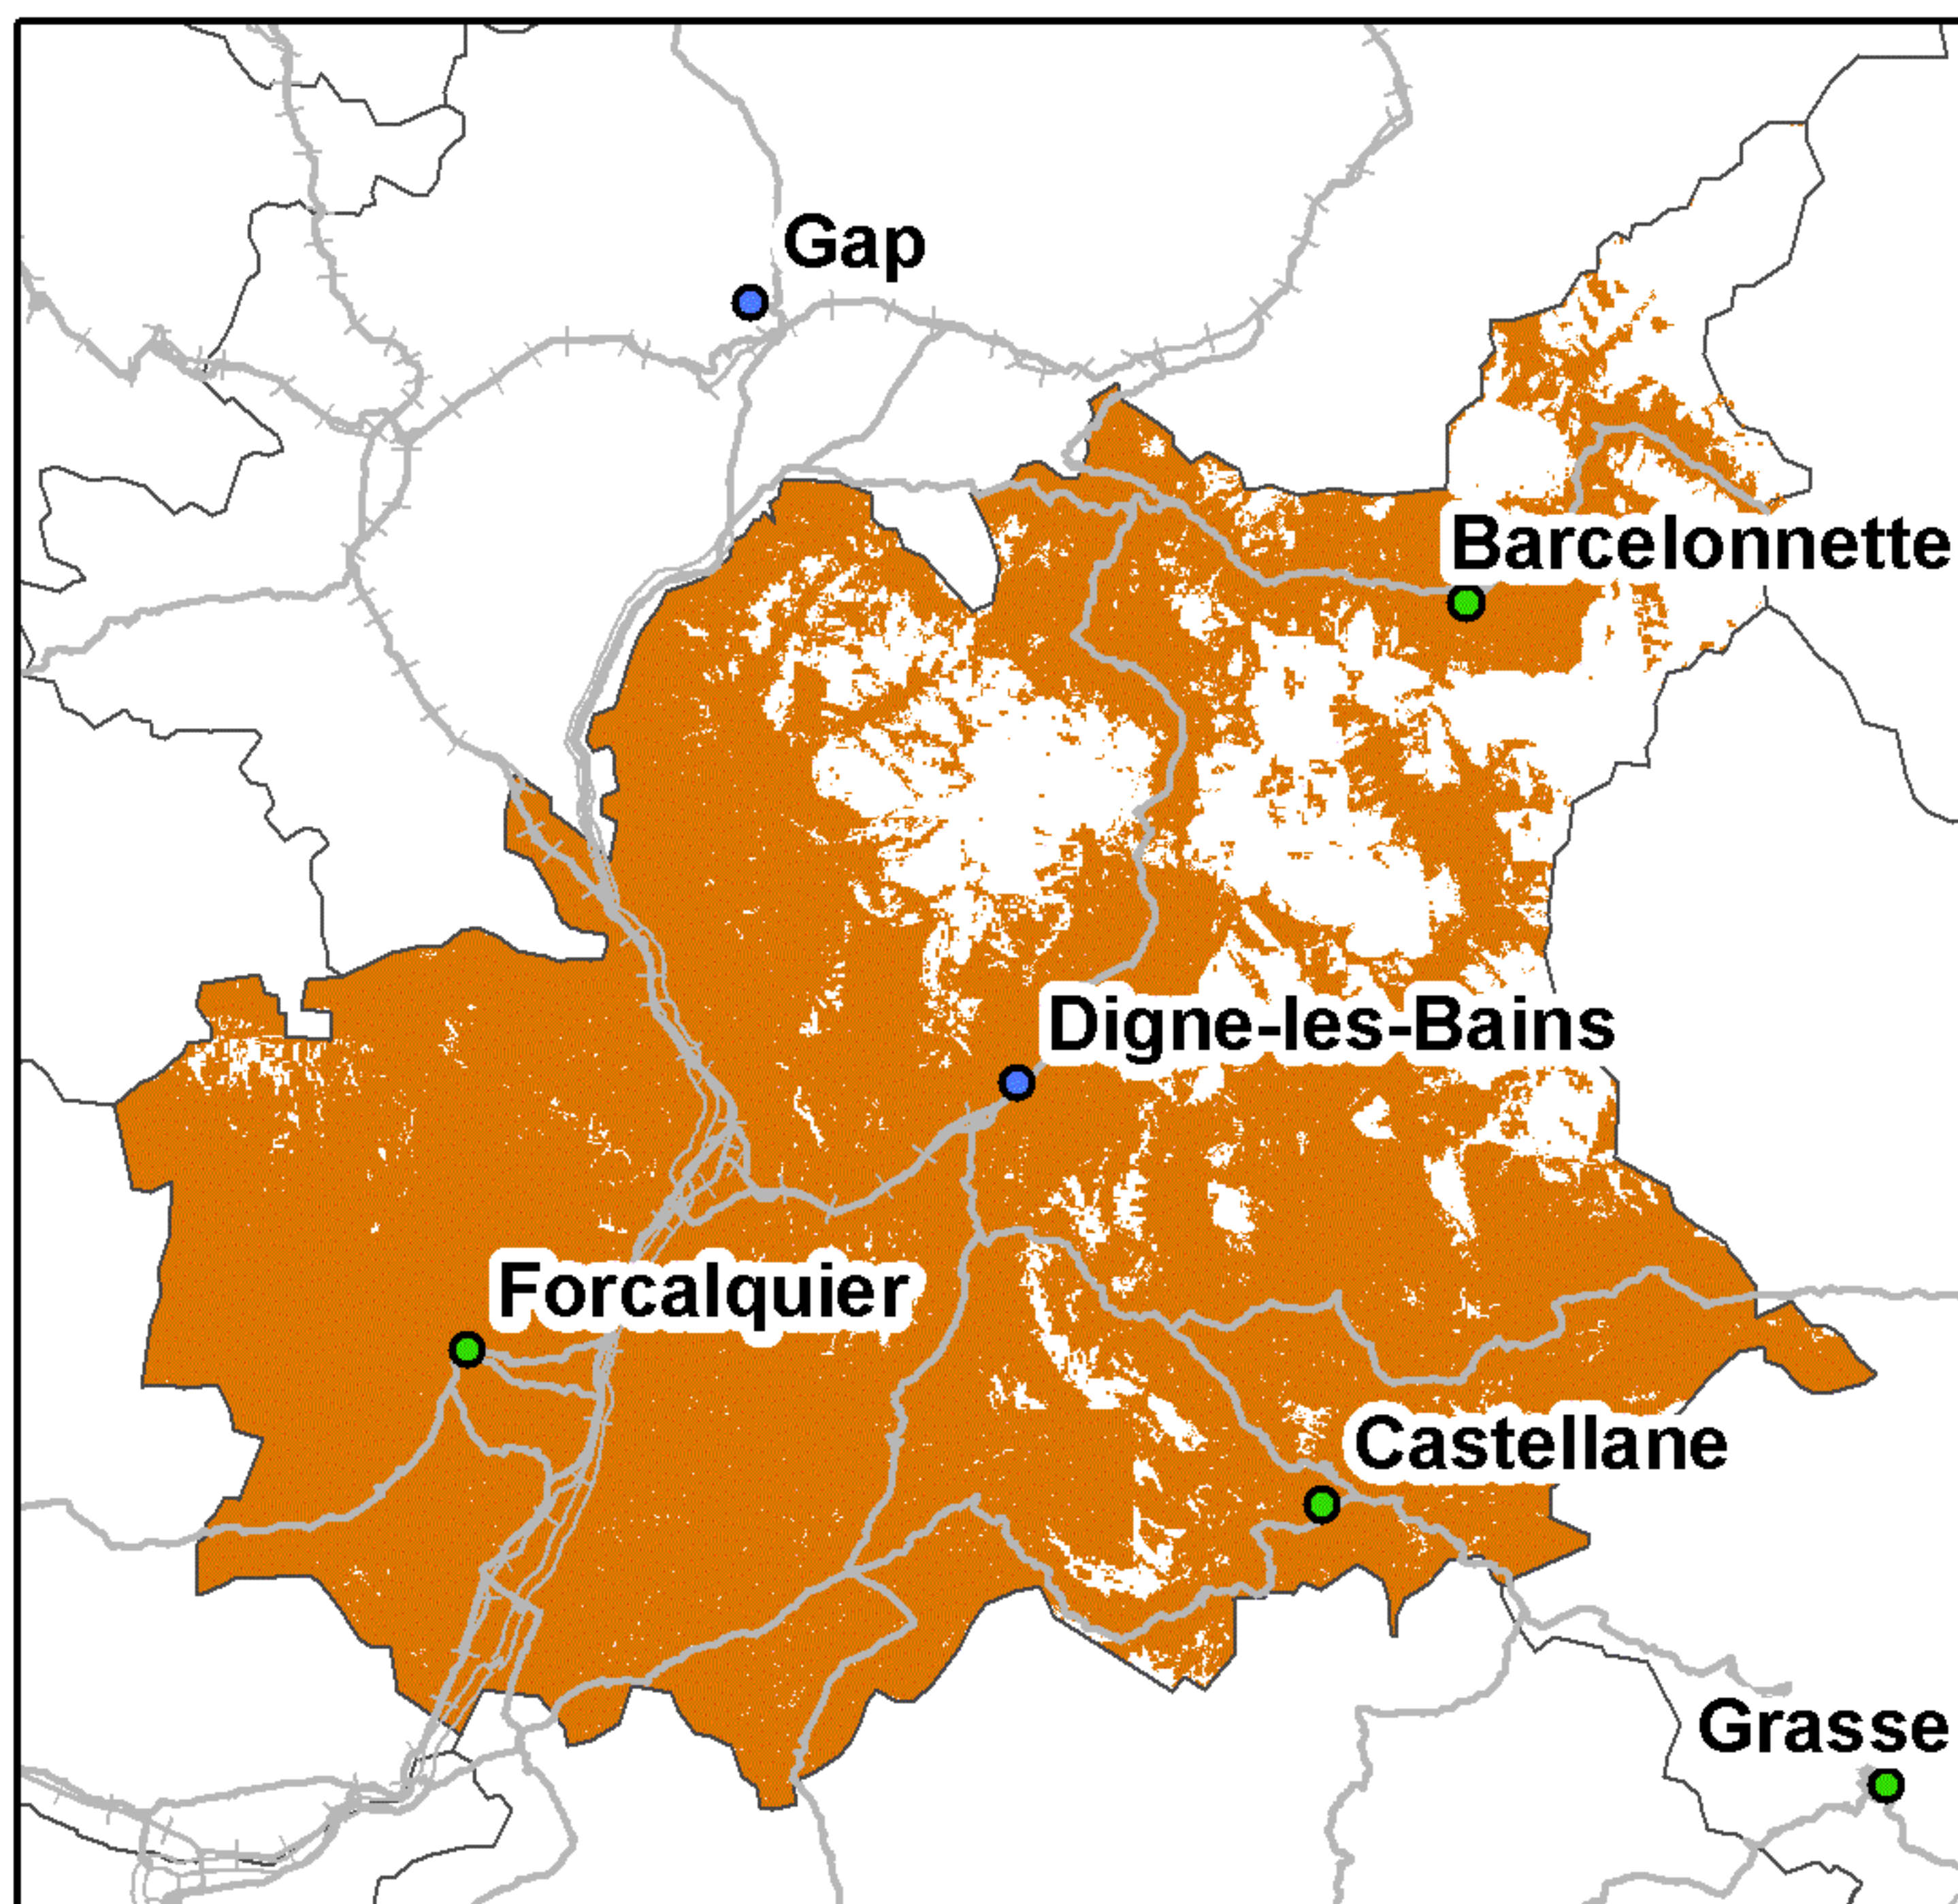 Gap
Barcelonnette
Digne-les-Bains
Forcalquier
Castellane
Grasse